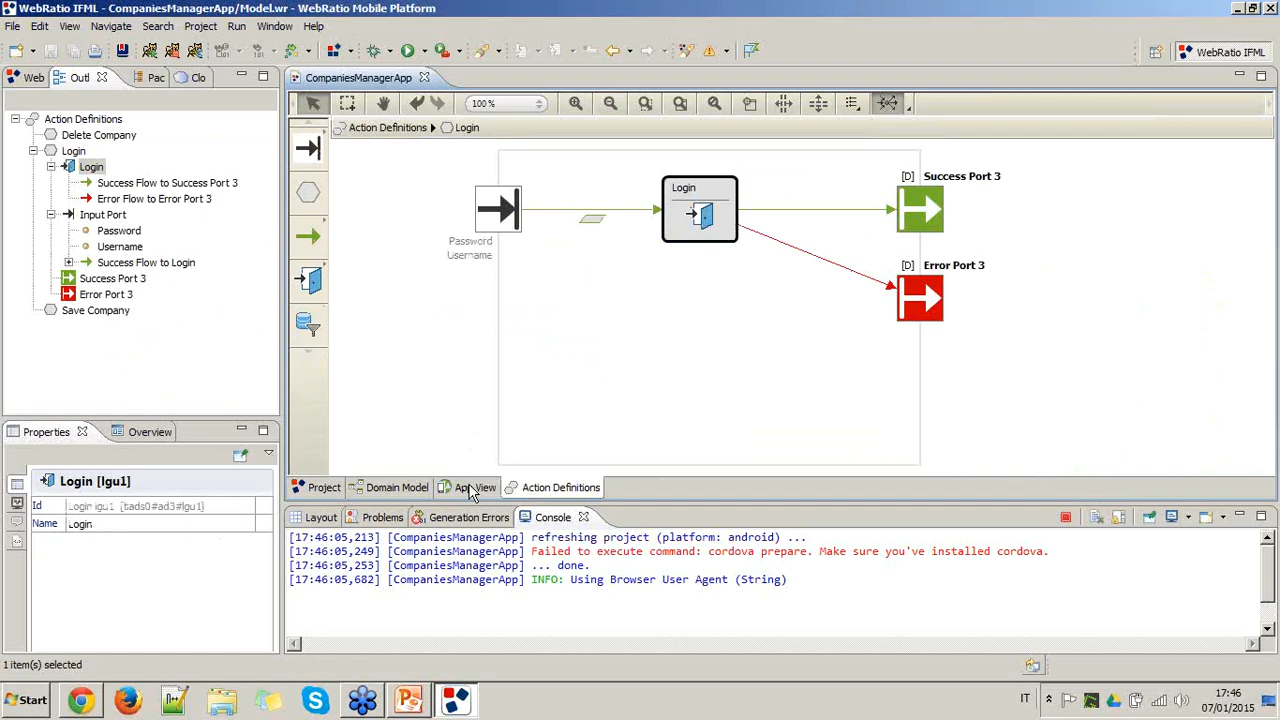 CompaniesManagerApp/Model.wr - WebRatio Mobile Platform
File Edit View Navigate Search Project Run Window Help
WebRatio IFML
Web Outl Pac Clo
CompaniesManagerApp
100 %
Action Definitions
Delete Company
Login
Login
Success Flow to Success Port 3
Error Flow to Error Port 3
Input Port
Password
Username
Success Flow to Login
Success Port 3
Error Port 3
Save Company
Action Definitions Login
Login
[D] Success Port 3
Password
Username
[D] Error Port 3
Project Domain Model App View Action Definitions
Properties Overview
Login [lgu1]
Id Login lgu1 [tads0#ad3#lgu1]
Name Login
Layout Problems Generation Errors Console
[17:46:05,213] [CompaniesManagerApp] refreshing project (platform: android) ...
[17:46:05,249] [CompaniesManagerApp] Failed to execute command: cordova prepare. Make sure you've installed cordova.
[17:46:05,253] [CompaniesManagerApp] ... done.
[17:46:05,682] [CompaniesManagerApp] INFO: Using Browser User Agent (String)
1 item(s) selected
Start
IT
17:46
07/01/2015